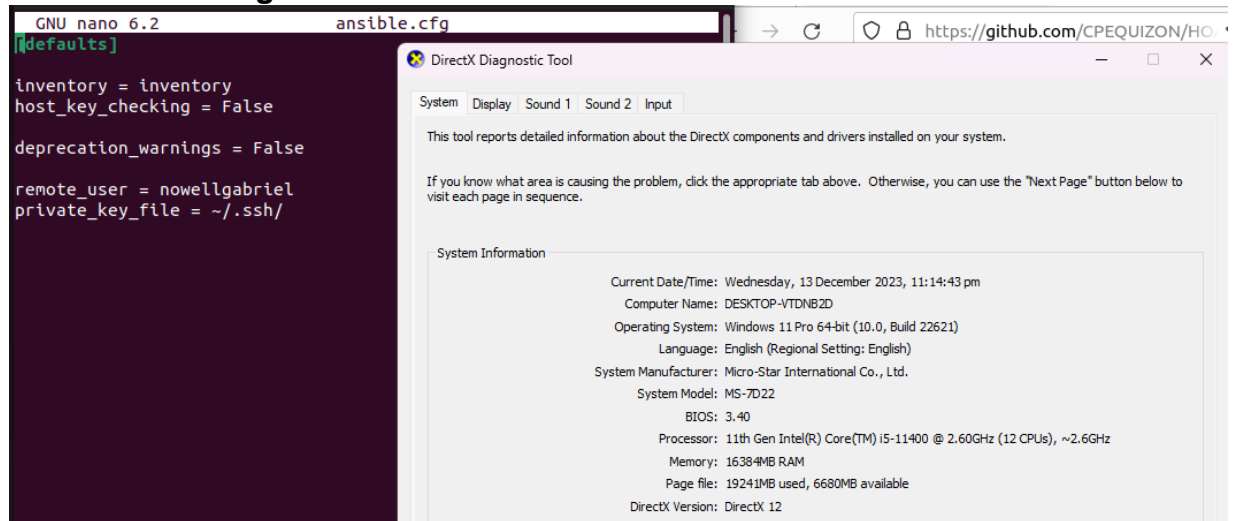 GNU nano 6.2 ansible.cfg
[defaults]
inventory = inventory
host_key_checking = False
deprecation_warnings = False
remote_user = nowellgabriel
private_key_file = ~/.ssh/
https://github.com/CPEQUIZON/HO
DirectX Diagnostic Tool
System Display Sound 1 Sound 2 Input
This tool reports detailed information about the DirectX components and drivers installed on your system.
If you know what area is causing the problem, click the appropriate tab above. Otherwise, you can use the "Next Page" button below to
visit each page in sequence.
System Information
Current Date/Time: Wednesday, 13 December 2023, 11:14:43 pm
Computer Name: DESKTOP-VTDNB2D
Operating System: Windows 11 Pro 64-bit (10.0, Build 22621)
Language: English (Regional Setting: English)
System Manufacturer: Micro-Star International Co., Ltd.
System Model: MS-7D22
BIOS: 3.40
Processor: 11th Gen Intel(R) Core(TM) i5-11400 @ 2.60GHz (12 CPUs), ~2.6GHz
Memory: 16384MB RAM
Page file: 19241MB used, 6680MB available
DirectX Version: DirectX 12